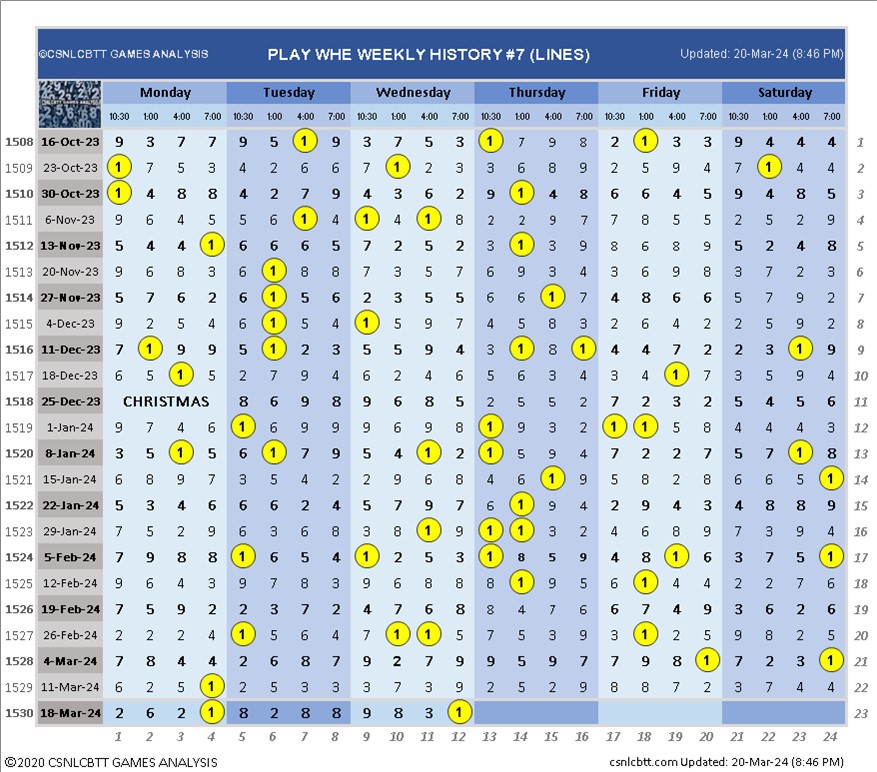 ©CSNLCBTT GAMES ANALYSIS PLAY WHE WEEKLY HISTORY #7 (LINES) Updated: 20-Mar-24 (8:46 PM)
Monday Tuesday Wednesday Thursday Friday Saturday
10:30 1:00 4:00 7:00 10:30 1:00 4:00 7:00 10:30 1:00 4:00 7:00 10:30 1:00 4:00 7:00 10:30 1:00 4:00 7:00 10:30 1:00 4:00 7:00
1508 16-Oct-23 9 3 7 7 9 5 1 9 3 7 5 3 1 7 9 8 2 1 3 3 9 4 4 4 1
1509 23-Oct-23 1 7 5 3 4 2 6 6 7 1 2 3 3 6 8 9 2 5 9 4 7 1 4 4 2
1510 30-Oct-23 1 4 8 8 4 2 7 9 4 3 6 2 9 1 4 8 6 6 4 5 9 4 8 5 3
1511 6-Nov-23 9 6 4 5 5 6 1 4 1 4 1 8 2 2 9 7 7 8 5 5 2 5 2 9 4
1512 13-Nov-23 5 4 4 1 6 6 6 5 7 2 5 2 3 1 3 9 8 6 8 9 5 2 4 8 5
1513 20-Nov-23 9 6 8 3 6 1 8 8 7 3 5 7 6 9 3 4 3 6 9 8 3 7 2 3 6
1514 27-Nov-23 5 7 6 2 6 1 5 6 2 3 5 5 6 6 1 7 4 8 6 6 5 7 9 2 7
1515 4-Dec-23 9 2 5 4 6 1 5 4 1 5 9 7 4 5 8 3 2 6 4 2 2 5 9 2 8
1516 11-Dec-23 7 1 9 9 5 1 2 3 5 5 9 4 3 1 8 1 4 4 7 2 2 3 1 9 9
1517 18-Dec-23 6 5 1 5 2 7 9 4 6 2 4 6 5 6 3 4 3 4 1 7 3 5 9 4 10
1518 25-Dec-23 CHRISTMAS 8 6 9 8 9 6 8 5 2 5 5 2 7 2 3 2 5 4 5 6 11
1519 1-Jan-24 9 7 4 6 1 6 9 9 9 6 9 8 1 9 3 2 1 1 5 8 4 4 4 3 12
1520 8-Jan-24 3 5 1 5 6 1 7 9 5 4 1 2 1 5 4 9 7 2 2 7 5 7 1 8 13
1521 15-Jan-24 6 8 9 7 3 5 4 2 2 9 6 8 4 6 1 9 5 8 2 8 6 6 5 1 14
1522 22-Jan-24 5 3 4 6 6 6 2 4 5 7 9 7 6 1 9 4 2 9 4 3 4 8 8 9 15
1523 29-Jan-24 7 5 2 9 6 3 6 8 3 8 1 9 1 1 3 2 4 6 8 9 7 3 9 4 16
1524 5-Feb-24 7 9 8 8 1 6 5 4 1 2 5 3 1 8 5 9 4 8 1 6 3 7 5 1 17
1525 12-Feb-24 9 6 4 3 9 7 8 3 9 6 8 8 8 1 9 5 6 1 4 4 2 2 7 6 18
1526 19-Feb-24 7 5 9 2 2 3 7 2 4 7 6 8 8 4 7 6 6 7 4 9 3 6 2 6 19
1527 26-Feb-24 2 2 2 4 1 5 6 4 7 1 1 5 7 5 3 9 3 1 2 5 9 8 2 5 20
1528 4-Mar-24 7 8 4 4 2 6 8 7 9 2 7 9 9 5 9 7 7 9 8 1 7 2 3 1 21
1529 11-Mar-24 6 2 5 1 2 5 3 3 3 7 3 9 2 5 2 9 8 8 7 2 3 7 4 4 22
1530 18-Mar-24 2 6 2 1 8 2 8 8 9 8 3 1 23
1 2 3 4 5 6 7 8 9 10 11 12 13 14 15 16 17 18 19 20 21 22 23 24
©2020 CSNLCBTT GAMES ANALYSIS csnlcbtt.com Updated: 20-Mar-24 (8:46 PM)